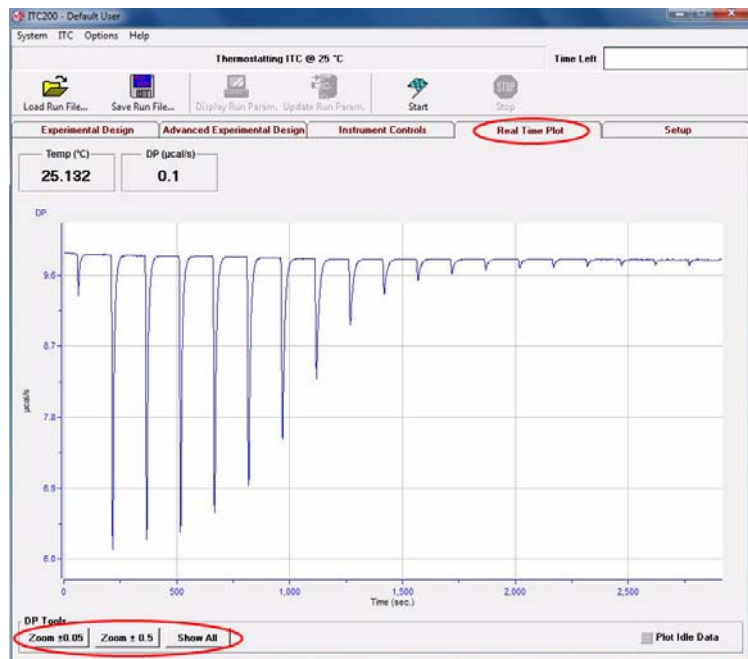 ITC200 - Default User
System ITC Options Help
Thermostatting ITC @ 25 °C Time Left
Load Run File... Save Run File... Display Run Param. Update Run Param. Start Stop
STOP
Experimental Design Advanced Experimental Design Instrument Controls Real Time Plot Setup
Temp (°C) DP (µcal/s)
25.132 0.1
DP
9.6
8.7
7.8
6.9
6.0
µcal/s
0 500 1,000 1,500 2,000 2,500
Time (sec.)
DP Tools
Zoom ±0.05 Zoom ± 0.5 Show All Plot Idle Data